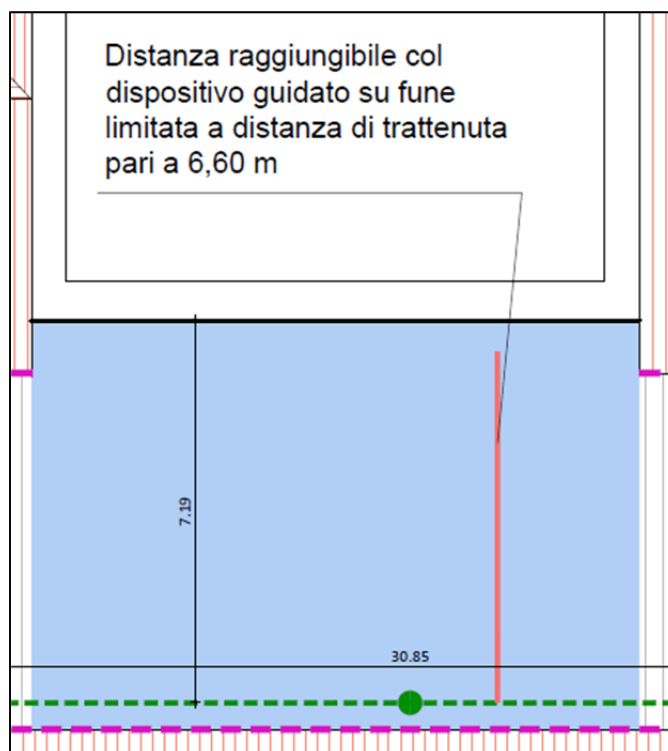 Distanza raggiungibile col
dispositivo guidato su fune
limitata a distanza di trattenuta
pari a 6,60 m
7.19
30.85